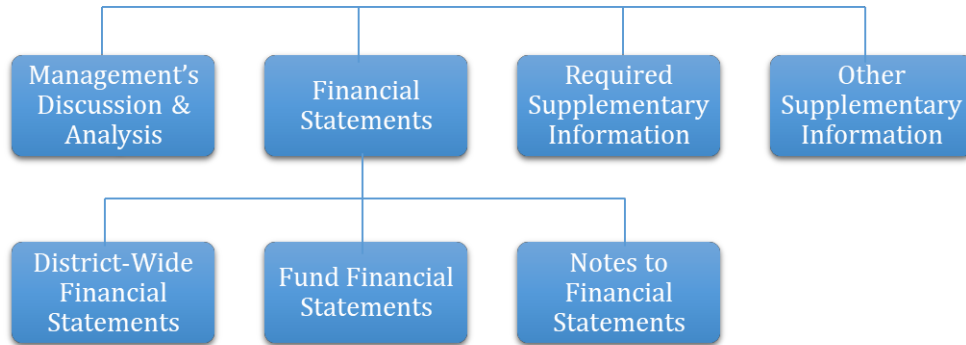 Management’s
Discussion &
Analysis
Financial
Statements
Required
Supplementary
Information
Other
Supplementary
Information
District-Wide
Financial
Statements
Fund Financial
Statements
Notes to
Financial
Statements